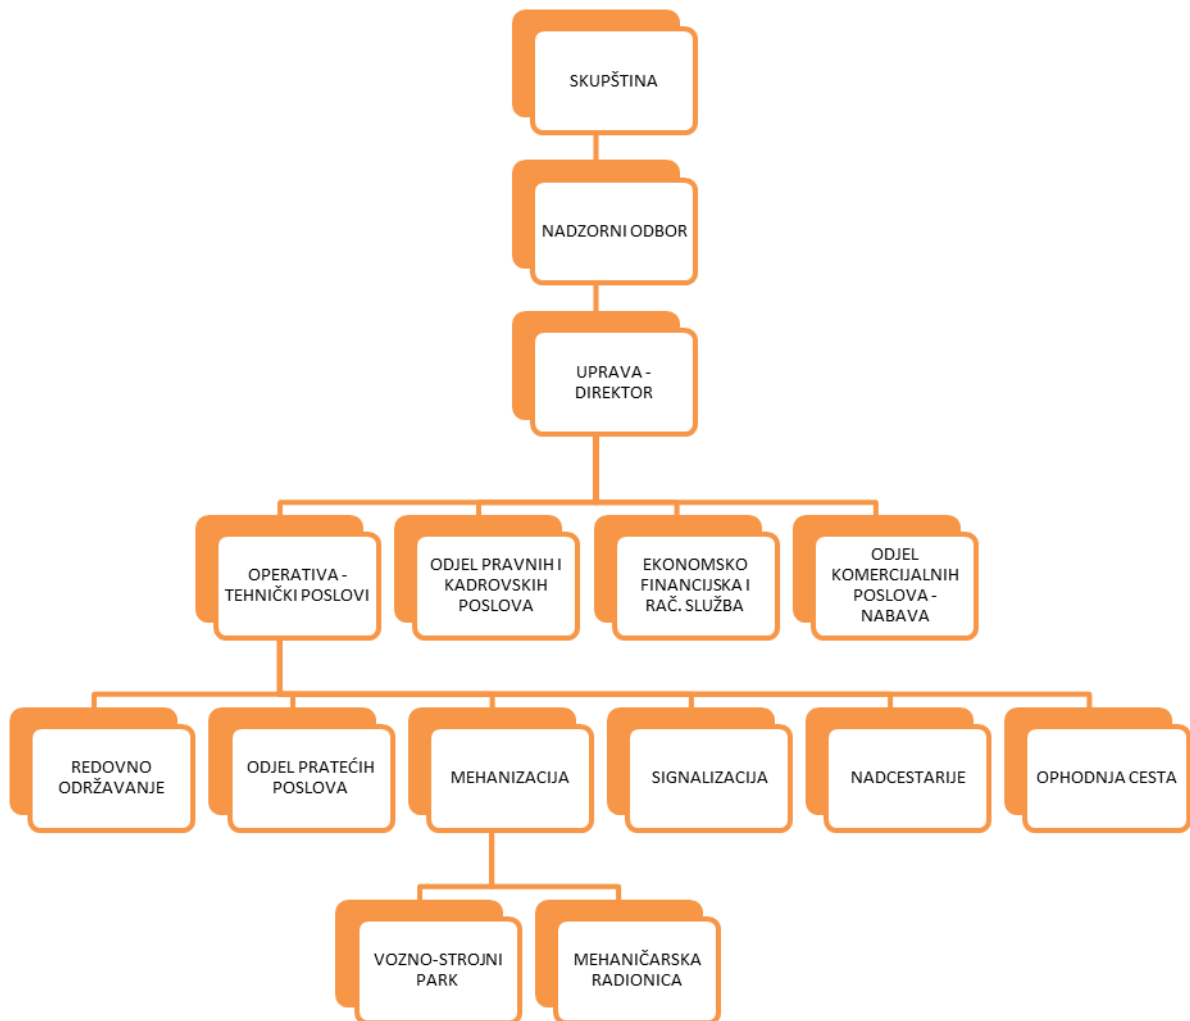 SKUPŠTINA
NADZORNI ODBOR
UPRAVA -
DIREKTOR
OPERATIVA -
TEHNIČKI POSLOVI
ODJEL PRAVNIH I
KADROVSKIH
POSLOVA
EKONOMSKO
FINANCIJSKA I
RAČ. SLUŽBA
ODJEL
KOMERCIJALNIH
POSLOVA -
NABAVA
REDOVNO
ODRŽAVANJE
ODJEL PRATEĆIH
POSLOVA
MEHANIZACIJA
SIGNALIZACIJA
NADCESTARIJE
OPHODNJA CESTA
VOZNO-STROJNI
PARK
MEHANIČARSKA
RADIONICA